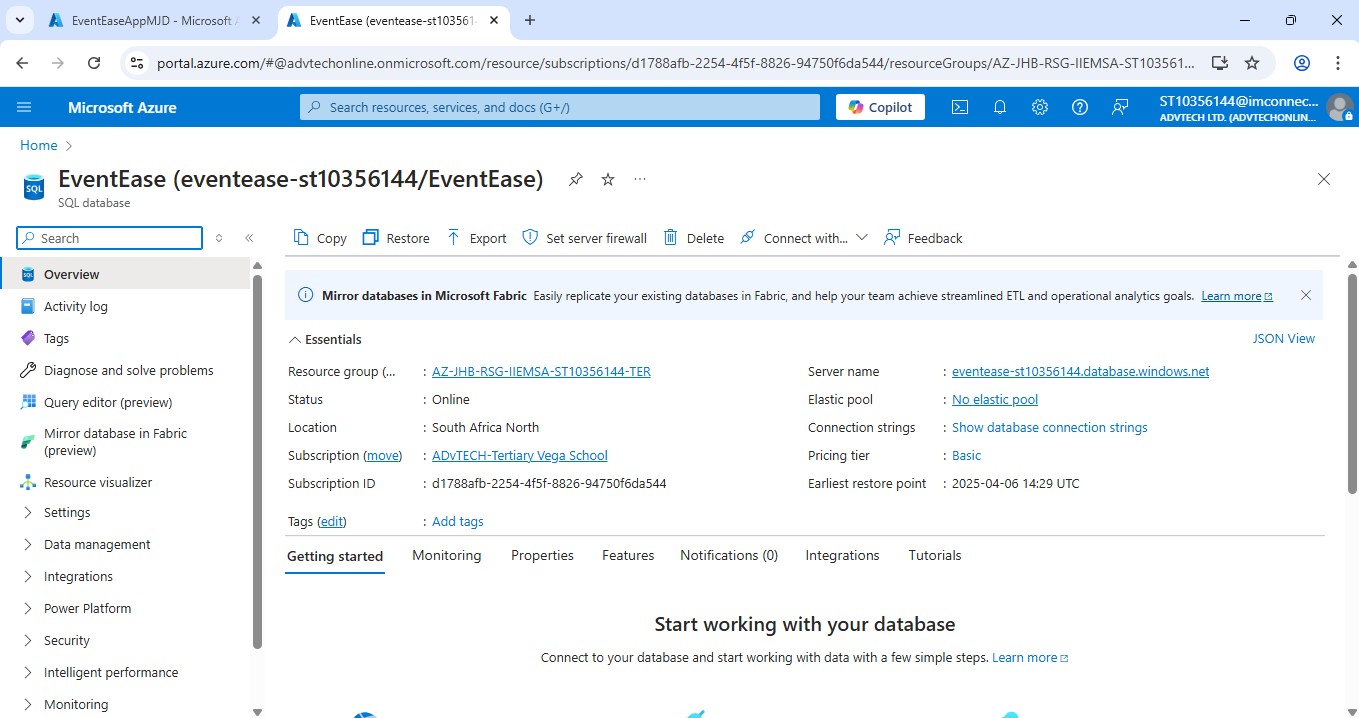 EventEaseAppMJD - Microsoft A
EventEase (eventease-st103561
portal.azure.com/#@advtechonline.onmicrosoft.com/resource/subscriptions/d1788afb-2254-4f5f-8826-94750f6da544/resourceGroups/AZ-JHB-RSG-IIEMSA-ST103561...
Microsoft Azure
Search resources, services, and docs (G+/)
Copilot
ST10356144@imconnec...
ADVTECH LTD. (ADVTECHONLIN...
Home
EventEase (eventease-st10356144/EventEase)
...
SQL database
Search
Copy
Restore
Export
Set server firewall
Delete
Connect with...
Feedback
Overview
Activity log
Tags
Diagnose and solve problems
Query editor (preview)
Mirror database in Fabric
(preview)
Resource visualizer
Settings
Data management
Integrations
Power Platform
Security
Intelligent performance
Monitoring
Mirror databases in Microsoft Fabric Easily replicate your existing databases in Fabric, and help your team achieve streamlined ETL and operational analytics goals. Learn more
Essentials
JSON View
Resource group (... : AZ-JHB-RSG-IIEMSA-ST10356144-TER
Status : Online
Location : South Africa North
Subscription (move) : ADvTECH-Tertiary Vega School
Subscription ID : d1788afb-2254-4f5f-8826-94750f6da544
Server name : eventease-st10356144.database.windows.net
Elastic pool : No elastic pool
Connection strings : Show database connection strings
Pricing tier : Basic
Earliest restore point : 2025-04-06 14:29 UTC
Tags (edit) : Add tags
Getting started
Monitoring
Properties
Features
Notifications (0)
Integrations
Tutorials
Start working with your database
Connect to your database and start working with data with a few simple steps. Learn more